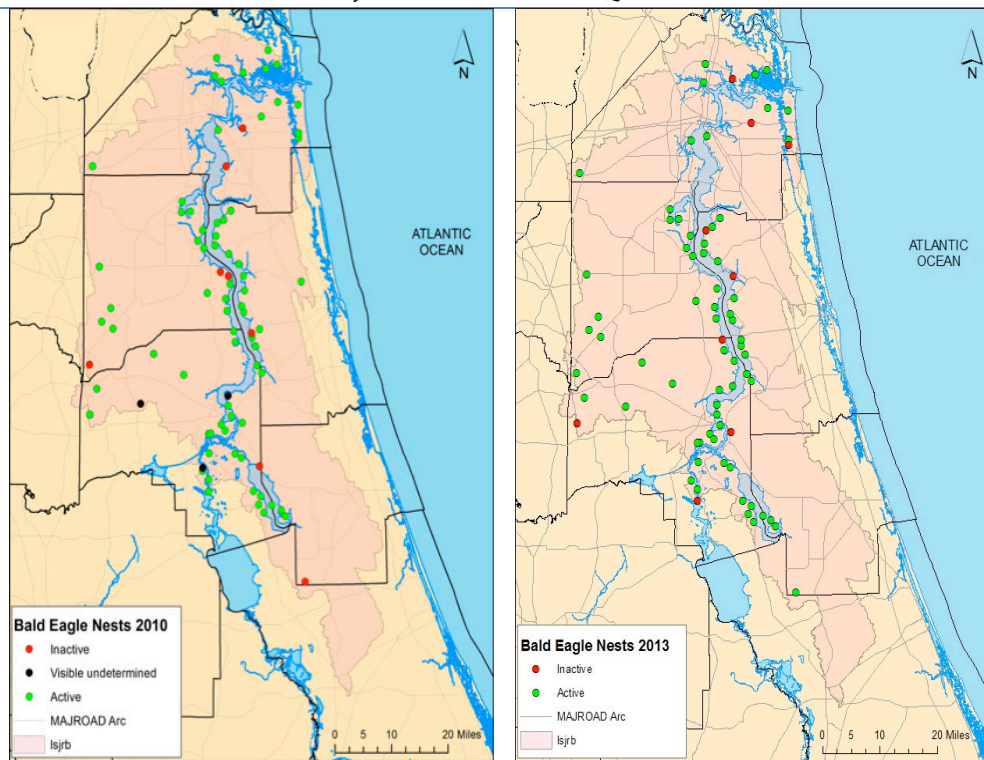 N
ATLANTIC
OCEAN
Bald Eagle Nests 2010
Inactive
Visible undetermined
Active
MAJROAD Arc
lsjrb
0 5 10 20 Miles
N
ATLANTIC
OCEAN
Bald Eagle Nests 2013
Inactive
Active
MAJROAD Arc
lsjrb
0 5 10 20 Miles